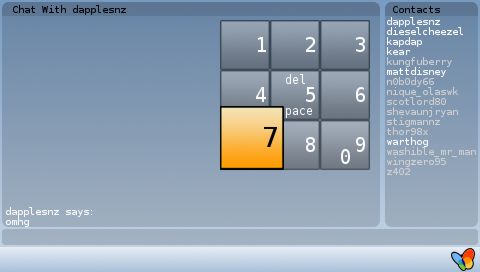 Chat With dapplesnz
1 2 3
del
4 5 6
pace
7 8 9
0
dapplesnz says:
omhg
Contacts
dapplesnz
dieselcheezel
kapdap
kear
kungfuberry
mattdisney
n0b0dy66
nique_olaswk
scotlord80
shevaunjryan
stigmannz
thor98x
warthog
washible_mr_man
wingzero95
z402